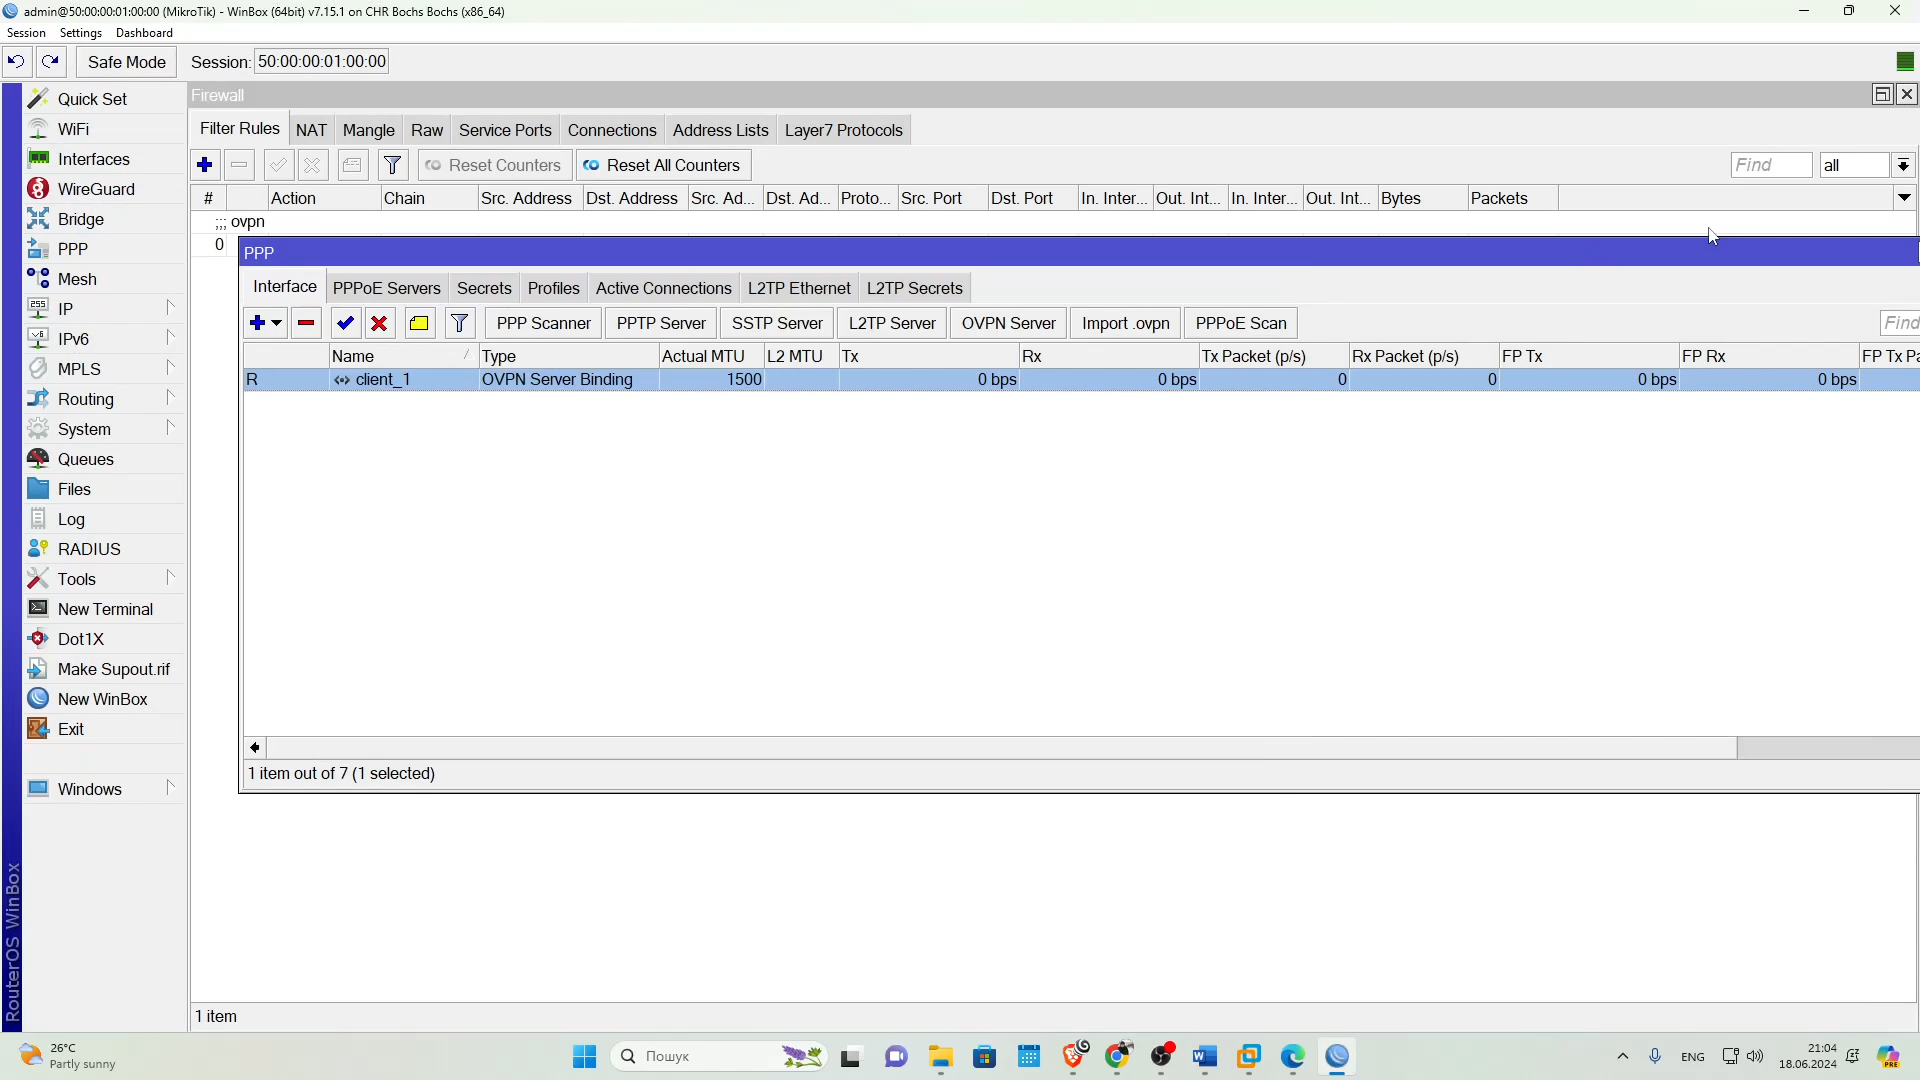 admin@50:00:00:01:00:00 (MikroTik) - WinBox (64bit) v7.15.1 on CHR Bochs Bochs (x86_64)
Session Settings Dashboard
Safe Mode Session: 50:00:00:01:00:00
Quick Set
WiFi
Interfaces
WireGuard
Bridge
PPP
Mesh
IP
IPv6
MPLS
Routing
System
Queues
Files
Log
RADIUS
Tools
New Terminal
Dot1X
Make Supout.rif
New WinBox
Exit
Windows
RouterOS WinBox
Firewall
Filter Rules NAT Mangle Raw Service Ports Connections Address Lists Layer7 Protocols
Reset Counters Reset All Counters Find all
# Action Chain Src. Address Dst. Address Src. Ad... Dst. Ad... Proto... Src. Port Dst. Port In. Inter... Out. Int... In. Inter... Out. Int... Bytes Packets
;;; ovpn
0
PPP
Interface PPPoE Servers Secrets Profiles Active Connections L2TP Ethernet L2TP Secrets
PPP Scanner PPTP Server SSTP Server L2TP Server OVPN Server Import .ovpn PPPoE Scan Find
Name Type Actual MTU L2 MTU Tx Rx Tx Packet (p/s) Rx Packet (p/s) FP Tx FP Rx FP Tx Pa
R client_1 OVPN Server Binding 1500 0 bps 0 bps 0 0 0 bps 0 bps
1 item out of 7 (1 selected)
1 item
26°C
Partly sunny
Пошук
ENG
21:04
18.06.2024
PRE